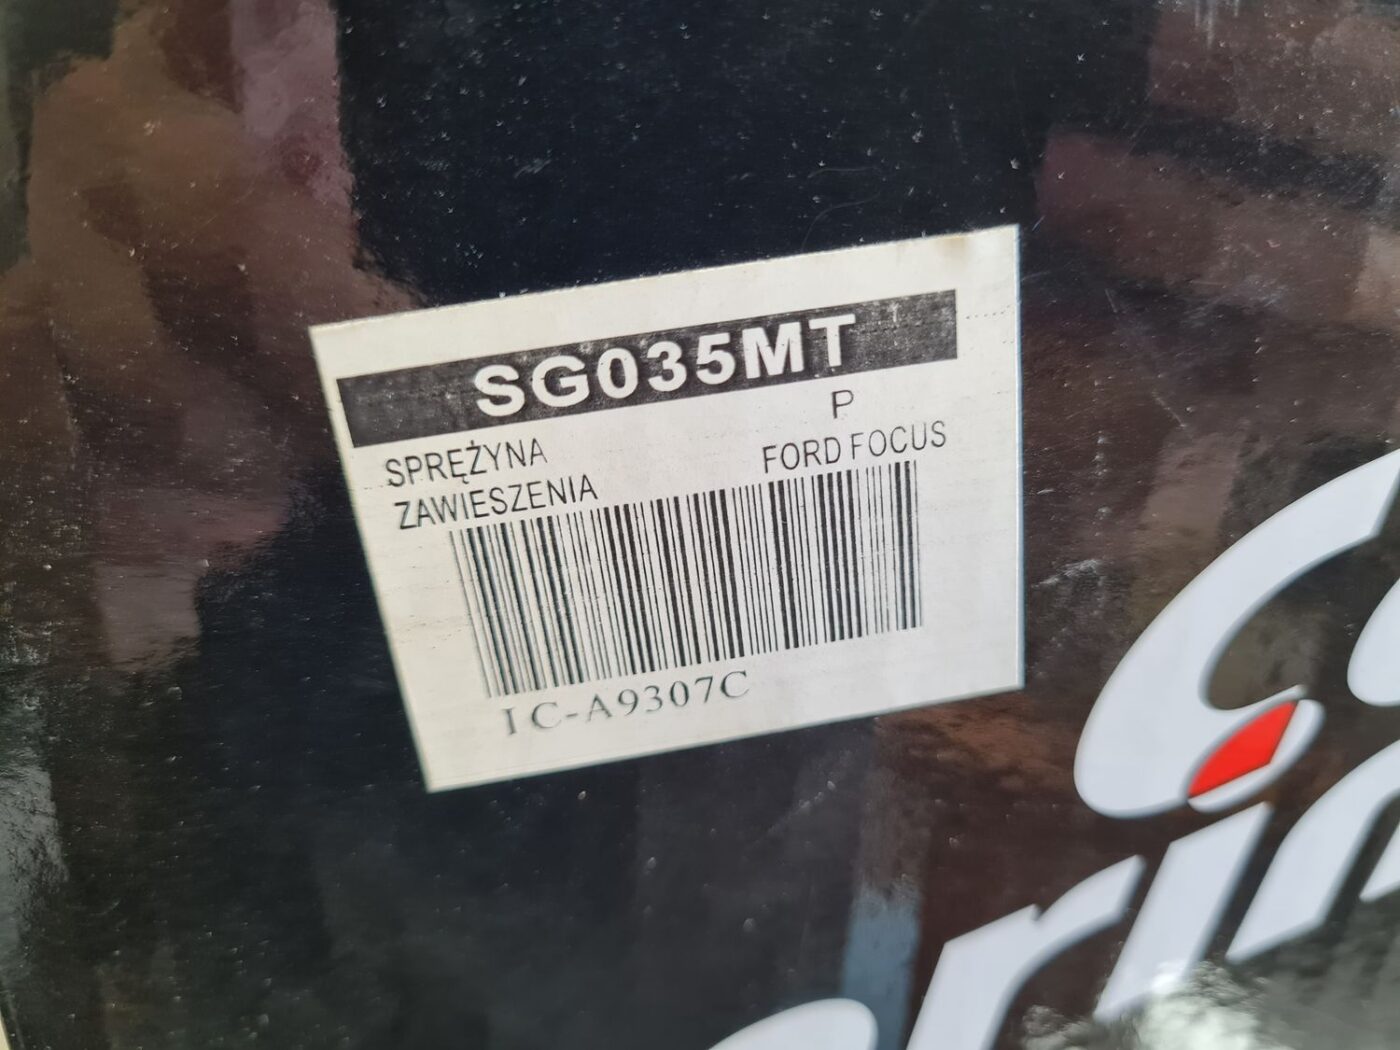 SG035MT
P
SPRĘŻYNA
ZAWIESZENIA
FORD FOCUS
IC-A9307C